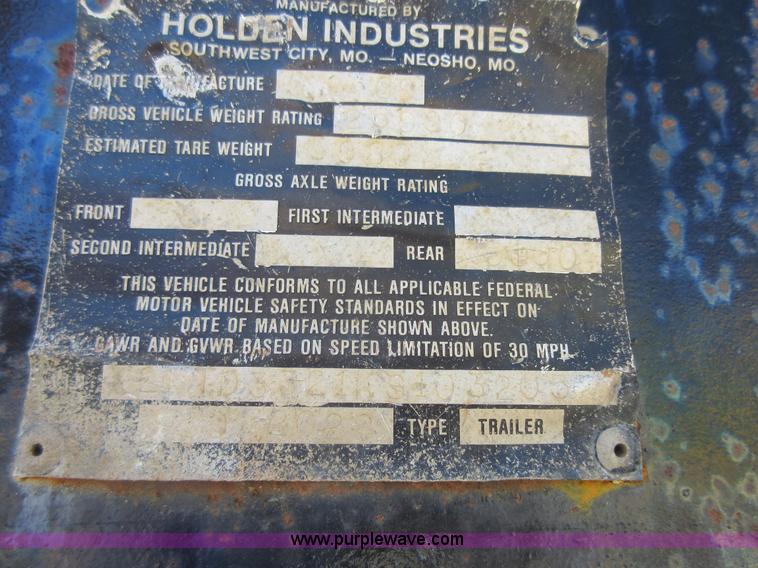 MANUFACTURED BY
HOLDEN INDUSTRIES
SOUTHWEST CITY, MO. — NEOSHO, MO.
DATE OF MANUFACTURE
GROSS VEHICLE WEIGHT RATING
ESTIMATED TARE WEIGHT
GROSS AXLE WEIGHT RATING
FRONT FIRST INTERMEDIATE
SECOND INTERMEDIATE REAR
THIS VEHICLE CONFORMS TO ALL APPLICABLE FEDERAL
MOTOR VEHICLE SAFETY STANDARDS IN EFFECT ON
DATE OF MANUFACTURE SHOWN ABOVE.
GAWR AND GVWR BASED ON SPEED LIMITATION OF 30 MPH
TYPE TRAILER
www.purplewave.com